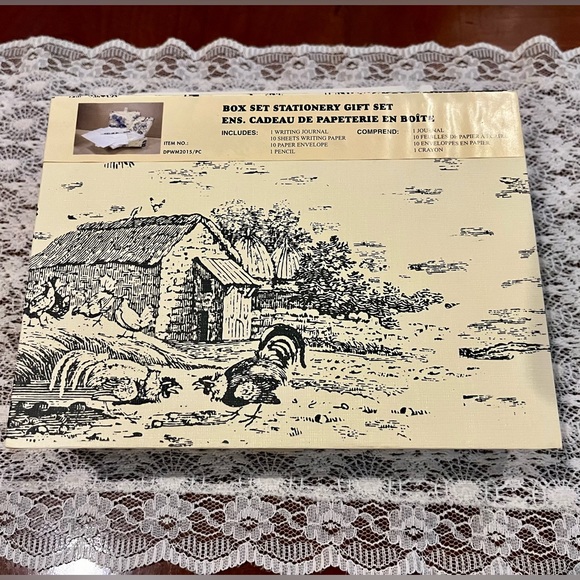 BOX SET STATIONERY GIFT SET
ENS. CADEAU DE PAPETERIE EN BOÎTE
INCLUDES: 1 WRITING JOURNAL
10 SHEETS WRITING PAPER
10 PAPER ENVELOPE
1 PENCIL
COMPREND: 1 JOURNAL
10 FEUILLES DE PAPIER À
10 ENVELOPPES EN PAPIER
1 CRAYON
ITEM NO.:
DPWM2015/PC